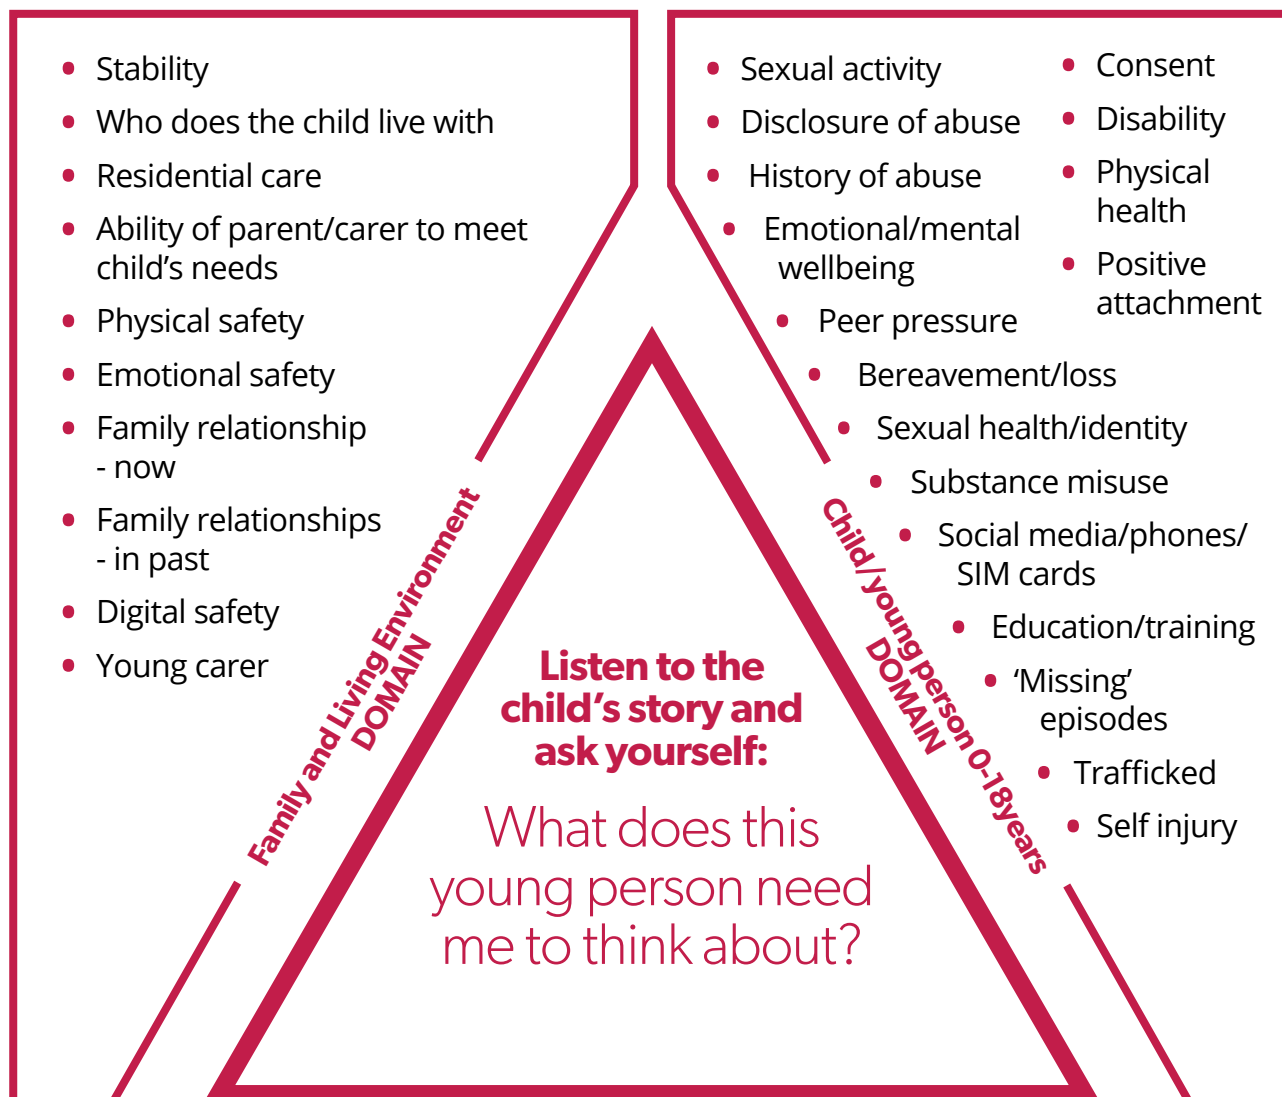 • Stability
• Who does the child live with
• Residential care
• Ability of parent/carer to meet
child’s needs
• Physical safety
• Emotional safety
• Family relationship
- now
• Family relationships
- in past
• Digital safety
• Young carer
Family and Living Environment
DOMAIN
• Sexual activity
• Disclosure of abuse
• History of abuse
• Emotional/mental
wellbeing
• Peer pressure
• Bereavement/loss
• Sexual health/identity
• Substance misuse
• Social media/phones/
SIM cards
• Education/training
• ‘Missing’
episodes
• Trafficked
• Self injury
• Consent
• Disability
• Physical
health
• Positive
attachment
Child/young person 0-18years
DOMAIN
Listen to the
child’s story and
ask yourself:
What does this
young person need
me to think about?